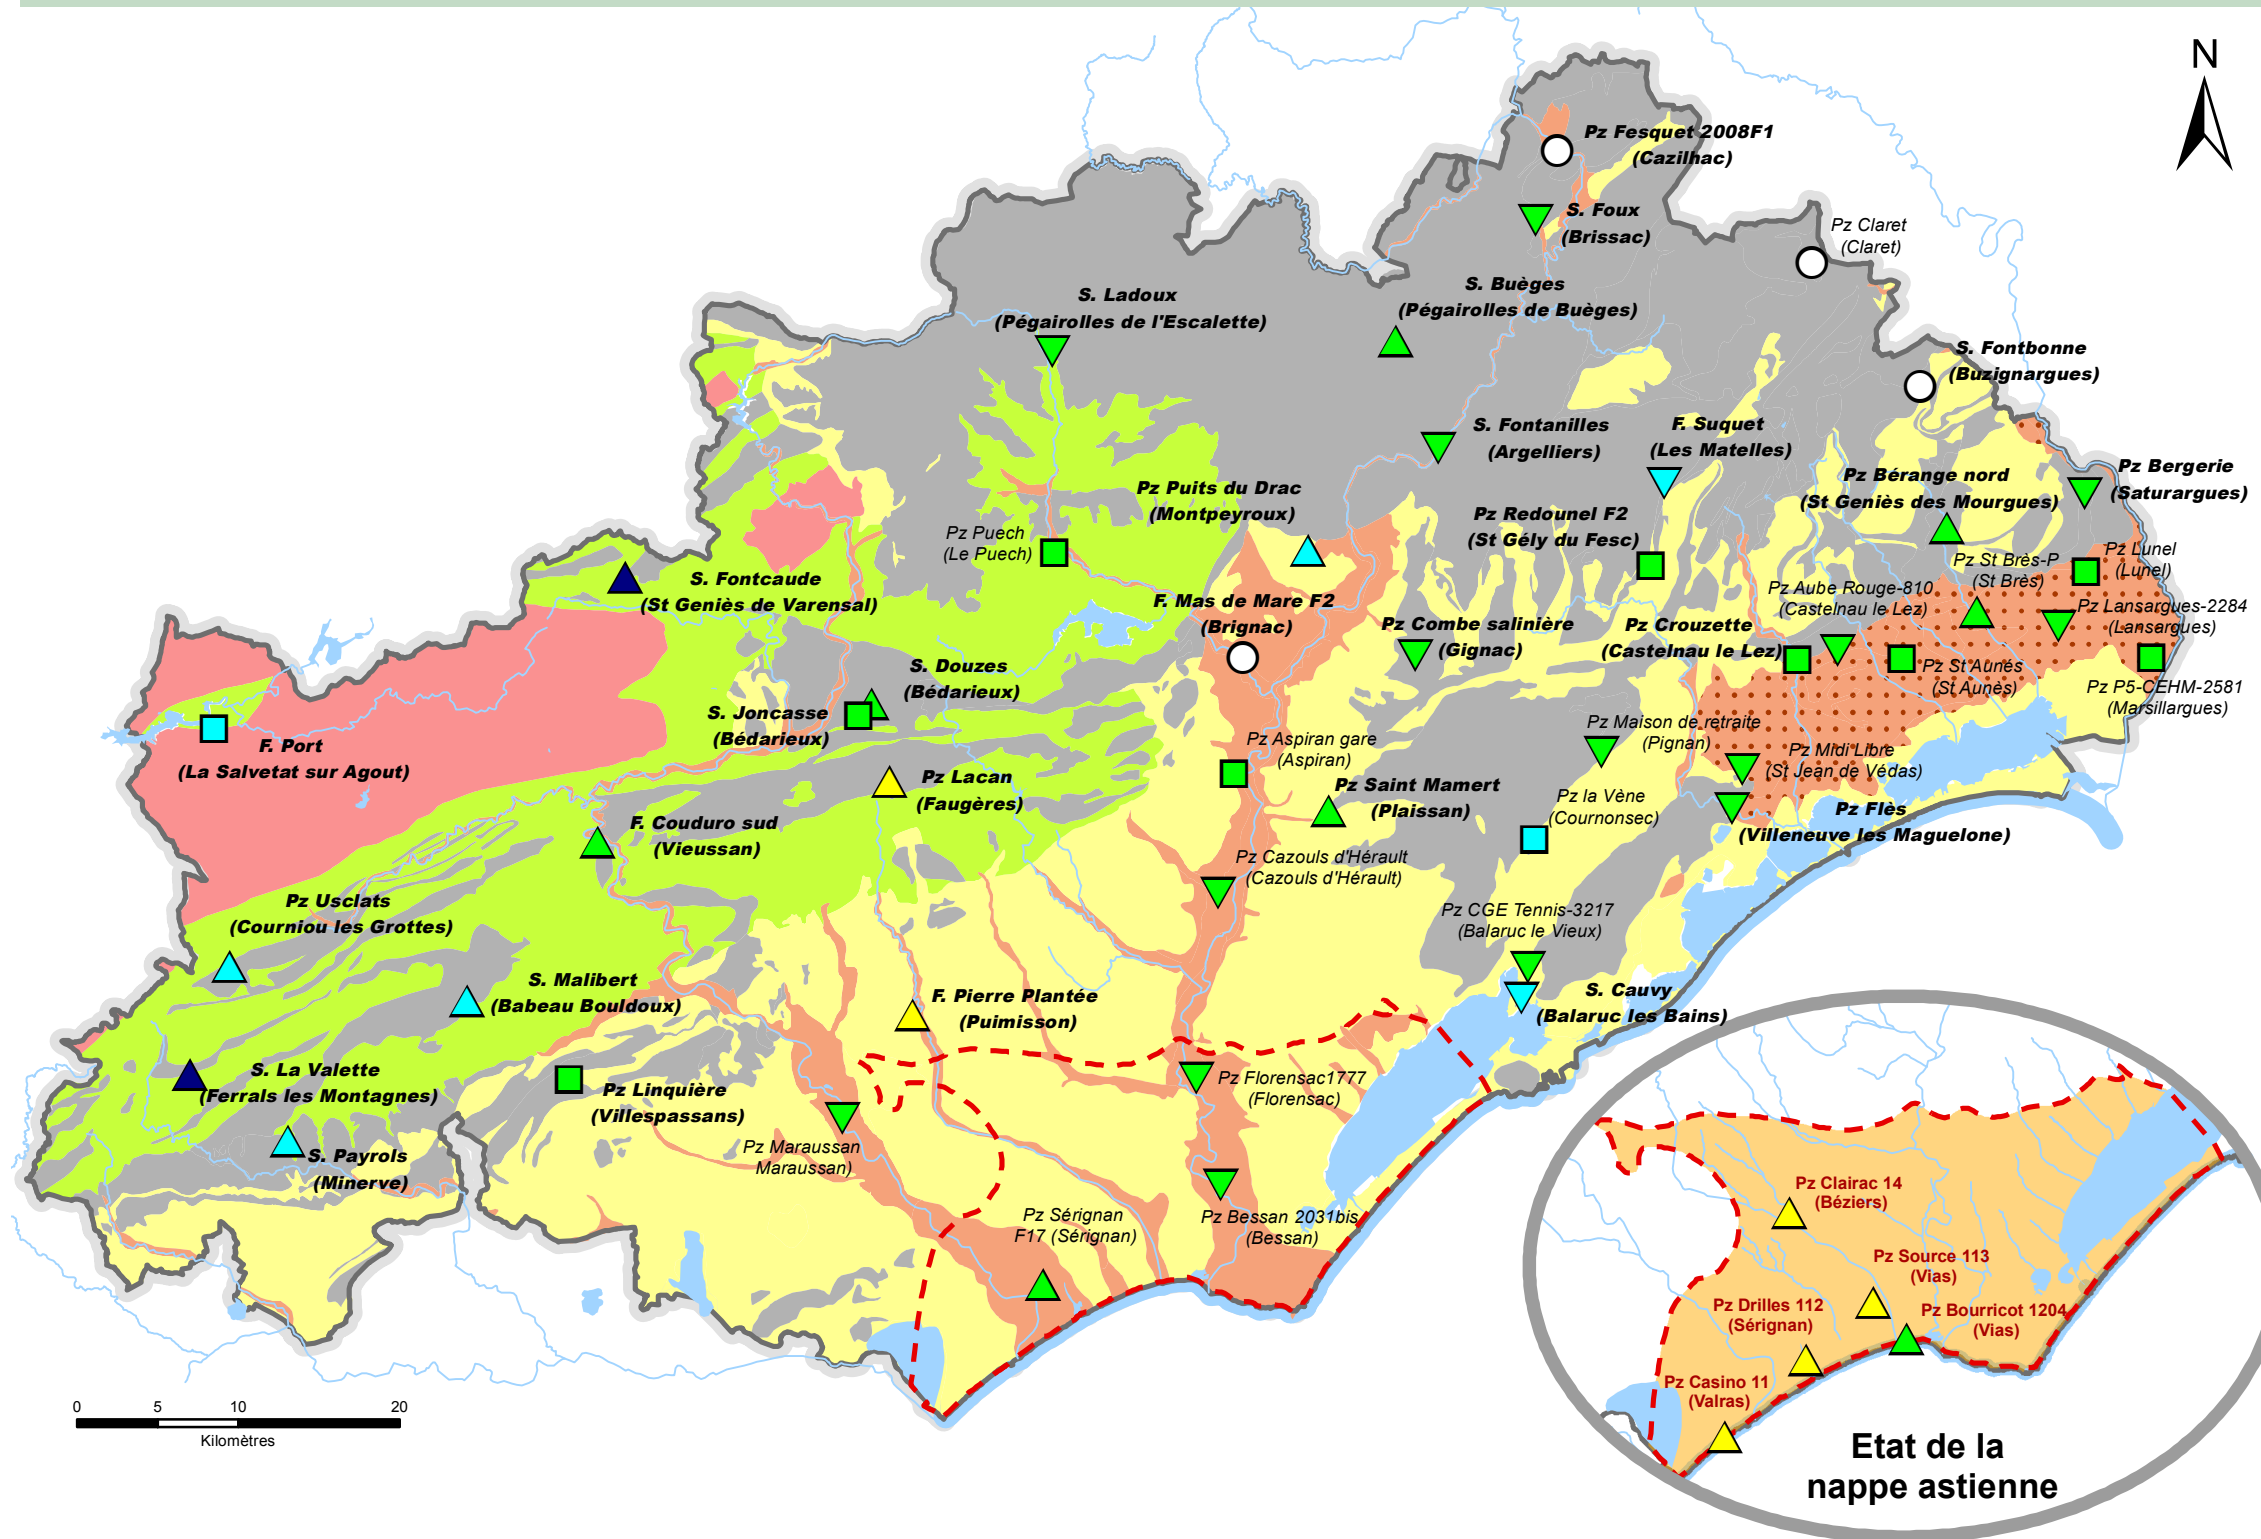 N
Pz Fesquet 2008F1
(Cazilhac)
S. Foux
(Brissac)
Pz Claret
(Claret)
S. Ladoux
(Pégairolles de l'Escalette)
S. Buèges
(Pégairolles de Buèges)
S. Fontbonne
(Buzignargues)
S. Fontanilles
(Argelliers)
F. Suquet
(Les Matelles)
Pz Bérange nord
(St Geniès des Mourgues)
Pz Bergerie
(Saturargues)
Pz Puits du Drac
(Montpeyroux)
Pz Redounel F2
(St Gély du Fesc)
Pz Puech
(Le Puech)
Pz St Brès-P
(St Brès)
Pz Lunel
(Lunel)
S. Fontcaude
(St Geniès de Varensal)
Pz Aube Rouge-810
(Castelnau le Lez)
F. Mas de Mare F2
(Brignac)
Pz Lansargues-2284
(Lansargues)
Pz Combe salinière
(Gignac)
Pz Crouzette
(Castelnau le Lez)
S. Douzes
(Bédarieux)
Pz St Aunés
(St Aunès)
S. Joncasse
(Bédarieux)
Pz P5-CEHM-2581
(Marsillargues)
F. Port
(La Salvetat sur Agout)
Pz Maison de retraite
(Pignan)
Pz Aspiran gare
(Aspiran)
Pz Midi Libre
(St Jean de Védas)
Pz Lacan
(Faugères)
Pz Saint Mamert
(Plaissan)
Pz la Vène
(Cournonsec)
Pz Flès
(Villeneuve les Maguelone)
F. Couduro sud
(Vieussan)
Pz Cazouls d'Hérault
(Cazouls d'Hérault)
Pz Usclats
(Courniou les Grottes)
Pz CGE Tennis-3217
(Balaruc le Vieux)
S. Malibert
(Babeau Bouldoux)
F. Pierre Plantée
(Puimisson)
S. Cauvy
(Balaruc les Bains)
S. La Valette
(Ferrals les Montagnes)
Pz Linquière
(Villespassans)
Pz Florensac1777
(Florensac)
Pz Maraussan
Maraussan)
S. Payrols
(Minerve)
Pz Sérignan
F17 (Sérignan)
Pz Bessan 2031bis
(Bessan)
Pz Clairac 14
(Béziers)
Pz Source 113
(Vias)
Pz Drilles 112
(Sérignan)
Pz Bourricot 1204
(Vias)
Pz Casino 11
(Valras)
Etat de la
nappe astienne
0 5 10 20
Kilomètres